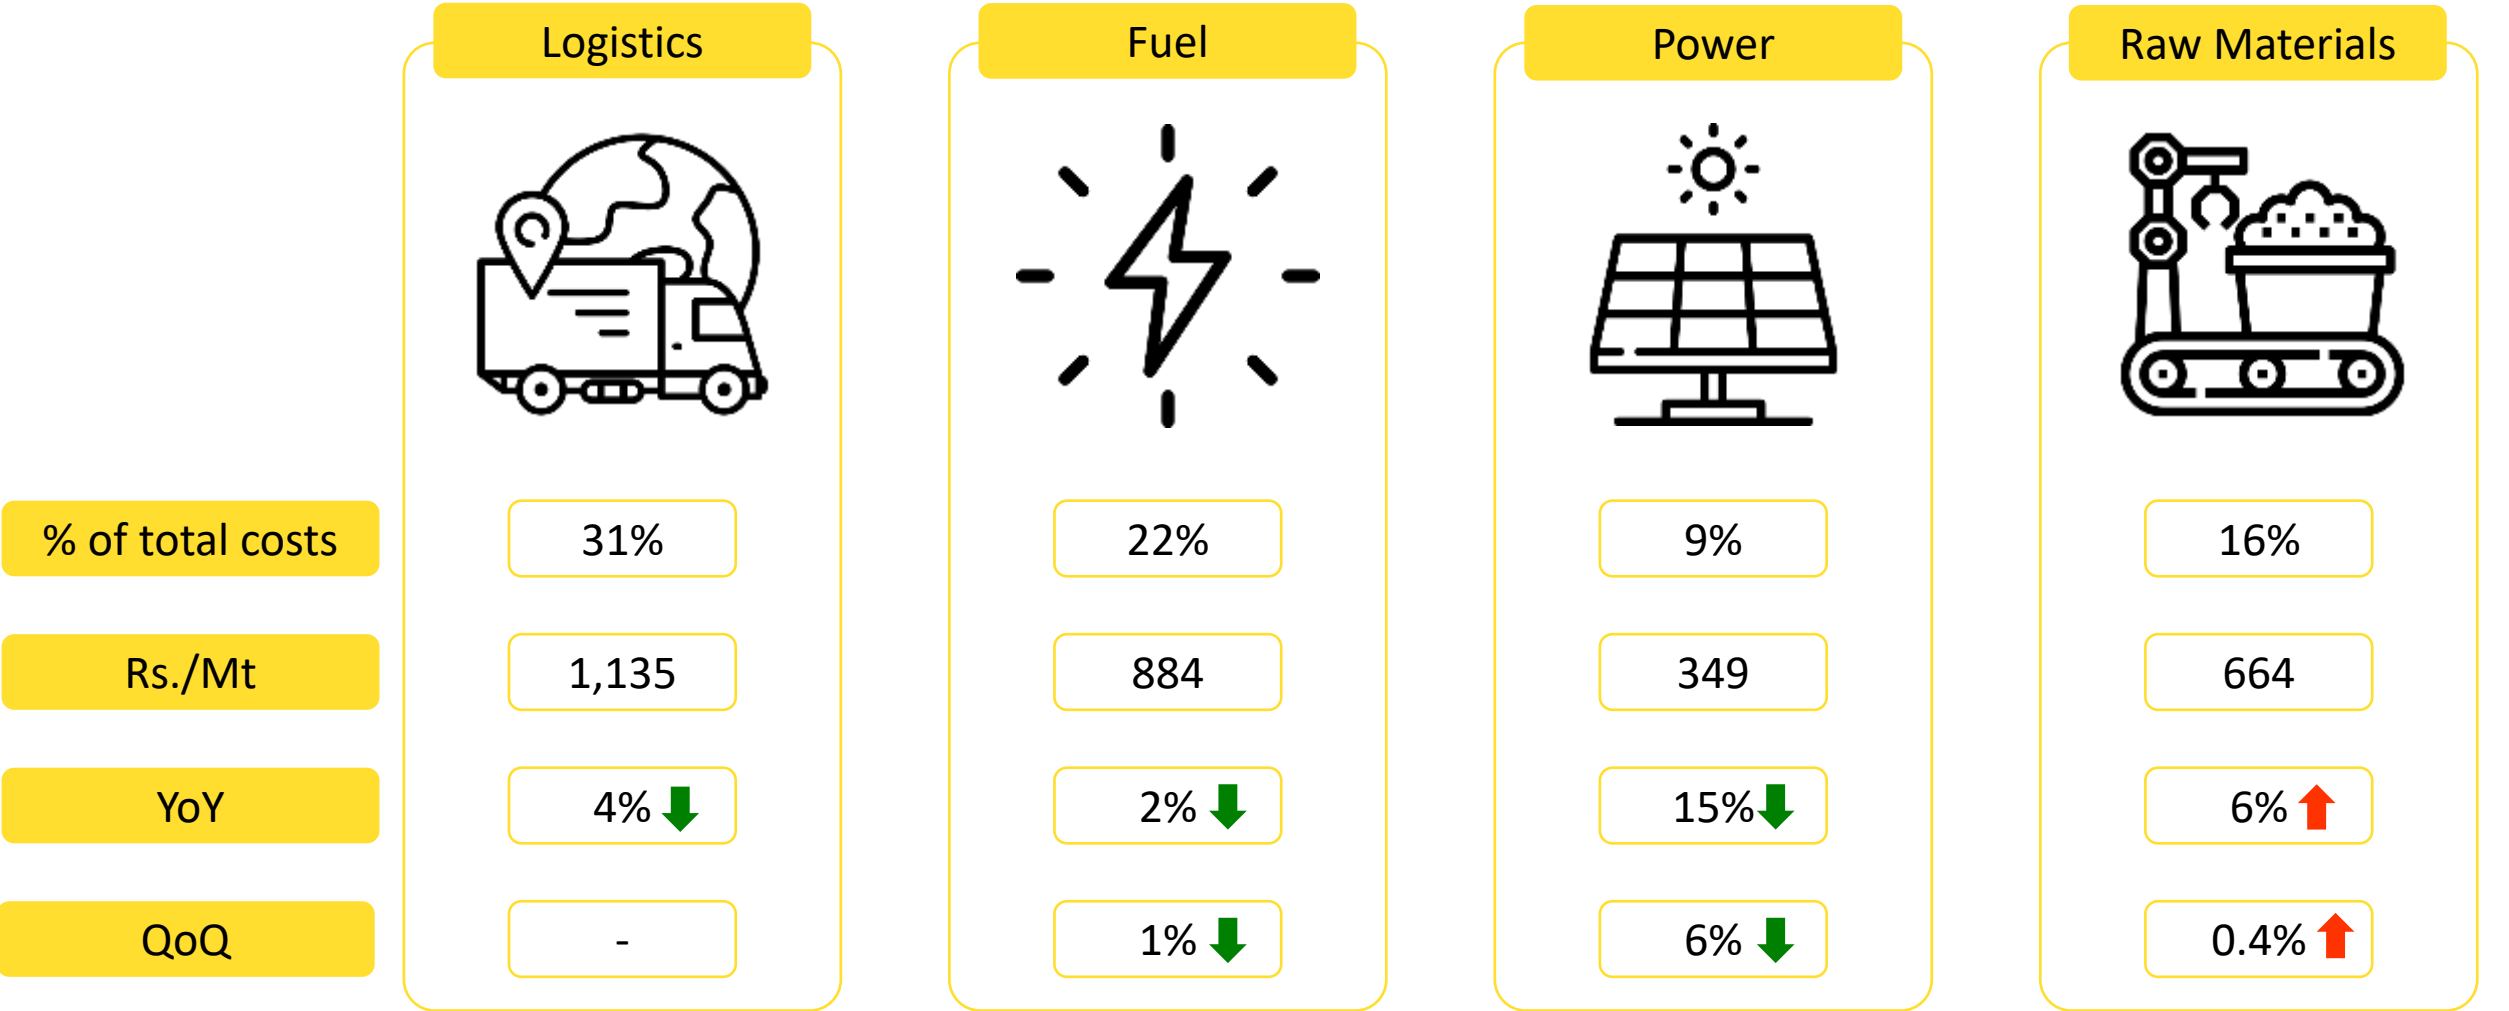 Logistics
Fuel
Power
Raw Materials
% of total costs
31%
22%
9%
16%
Rs./Mt
1,135
884
349
664
YoY
4%
2%
15%
6%
QoQ
-
1%
6%
0.4%